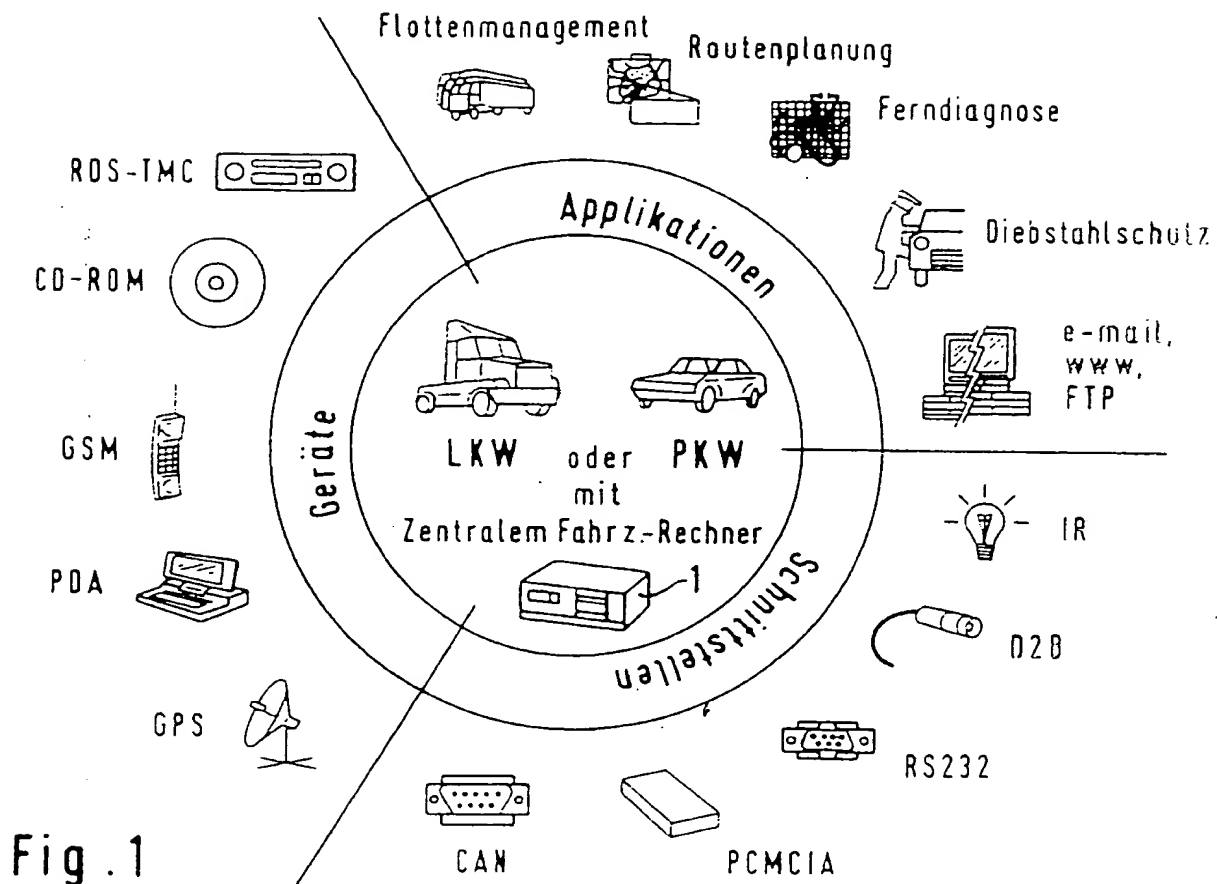 Flottenmanagement
Routenplanung
Ferndiagnose
Diebstahlschutz
e-mail,
www,
FTP
Applikationen
RDS-TMC
CD-ROM
GSM
PDA
GPS
Geräte
LKW oder PKW
mit
Zentralem Fahrz.-Rechner
1
Schnittstellen
IR
D2B
RS232
PCMCIA
CAN
Fig. 1